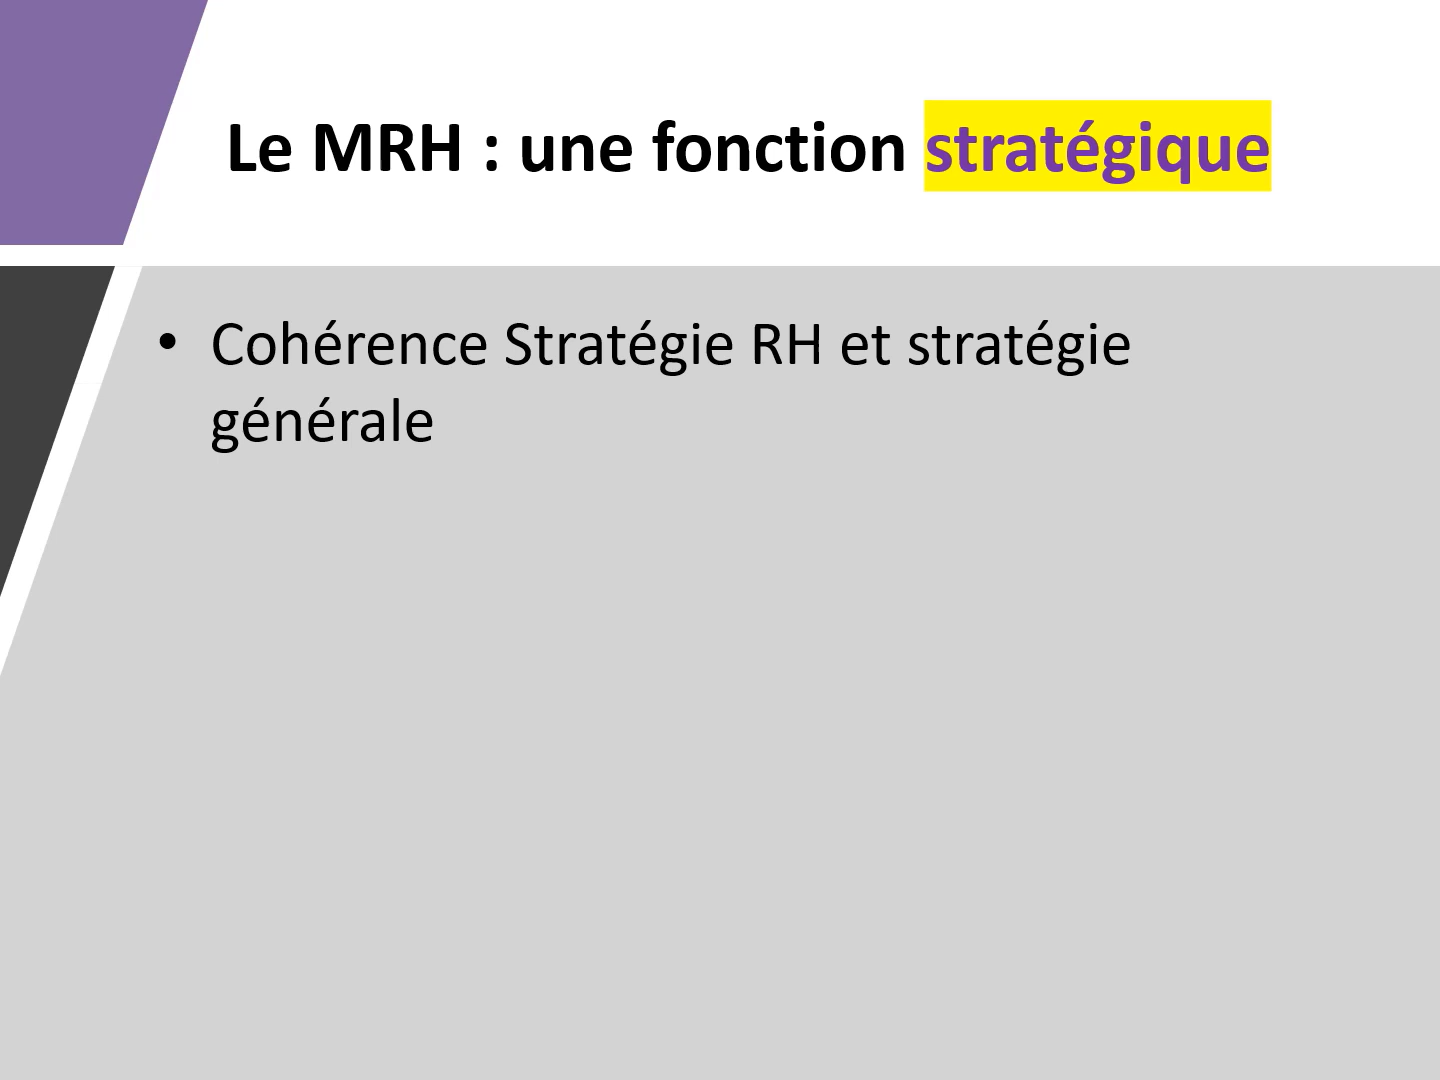 Le MRH : une fonction stratégique
• Cohérence Stratégie RH et stratégie
générale